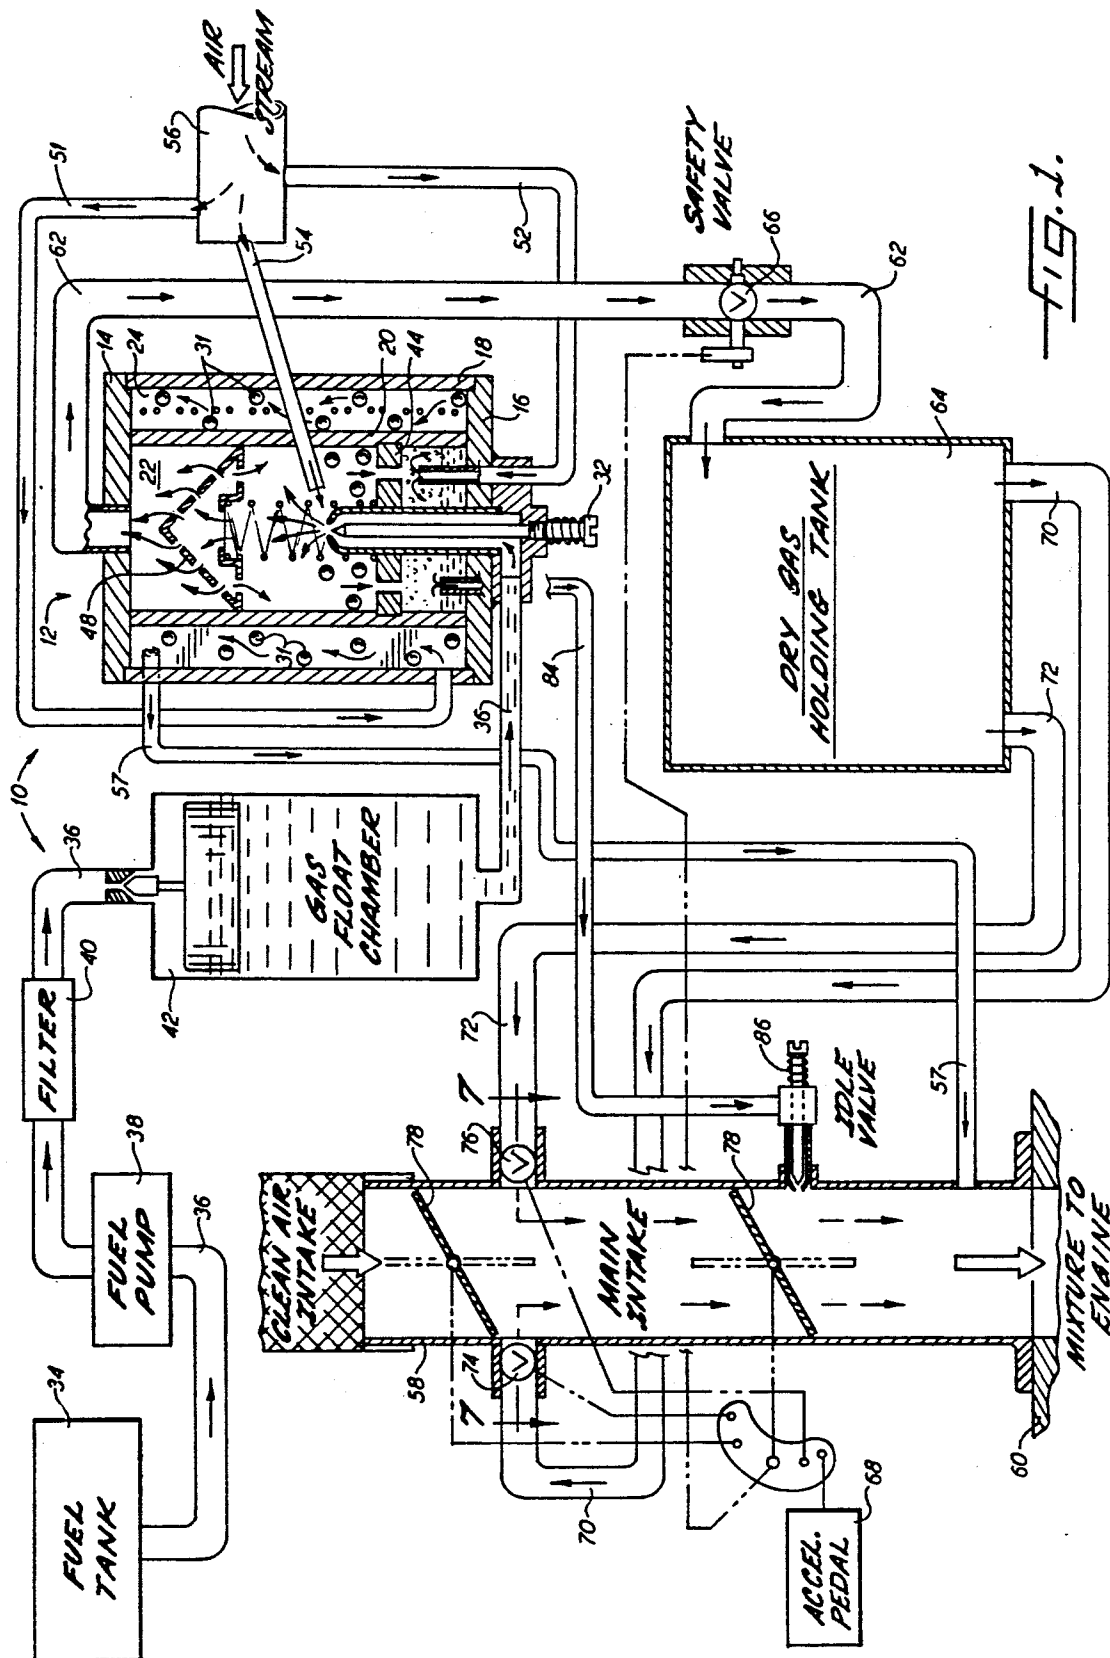 FUEL
TANK
34
FUEL
PUMP
38
36
FILTER
40
36
10
42
GAS
FLOAT
CHAMBER
36
12
14
24
31
20
44
18
16
22
48
31
32
57
62
51
56
AIR
STREAM
54
52
SAFETY
VALVE
66
62
64
DRY GAS
HOLDING TANK
70
72
84
CLEAN AIR
INTAKE
78
58
74
76
7
7
72
MAIN
INTAKE
78
86
IDLE
VALVE
57
70
ACCEL.
PEDAL
68
60
MIXTURE TO
ENGINE
FIG. 1.